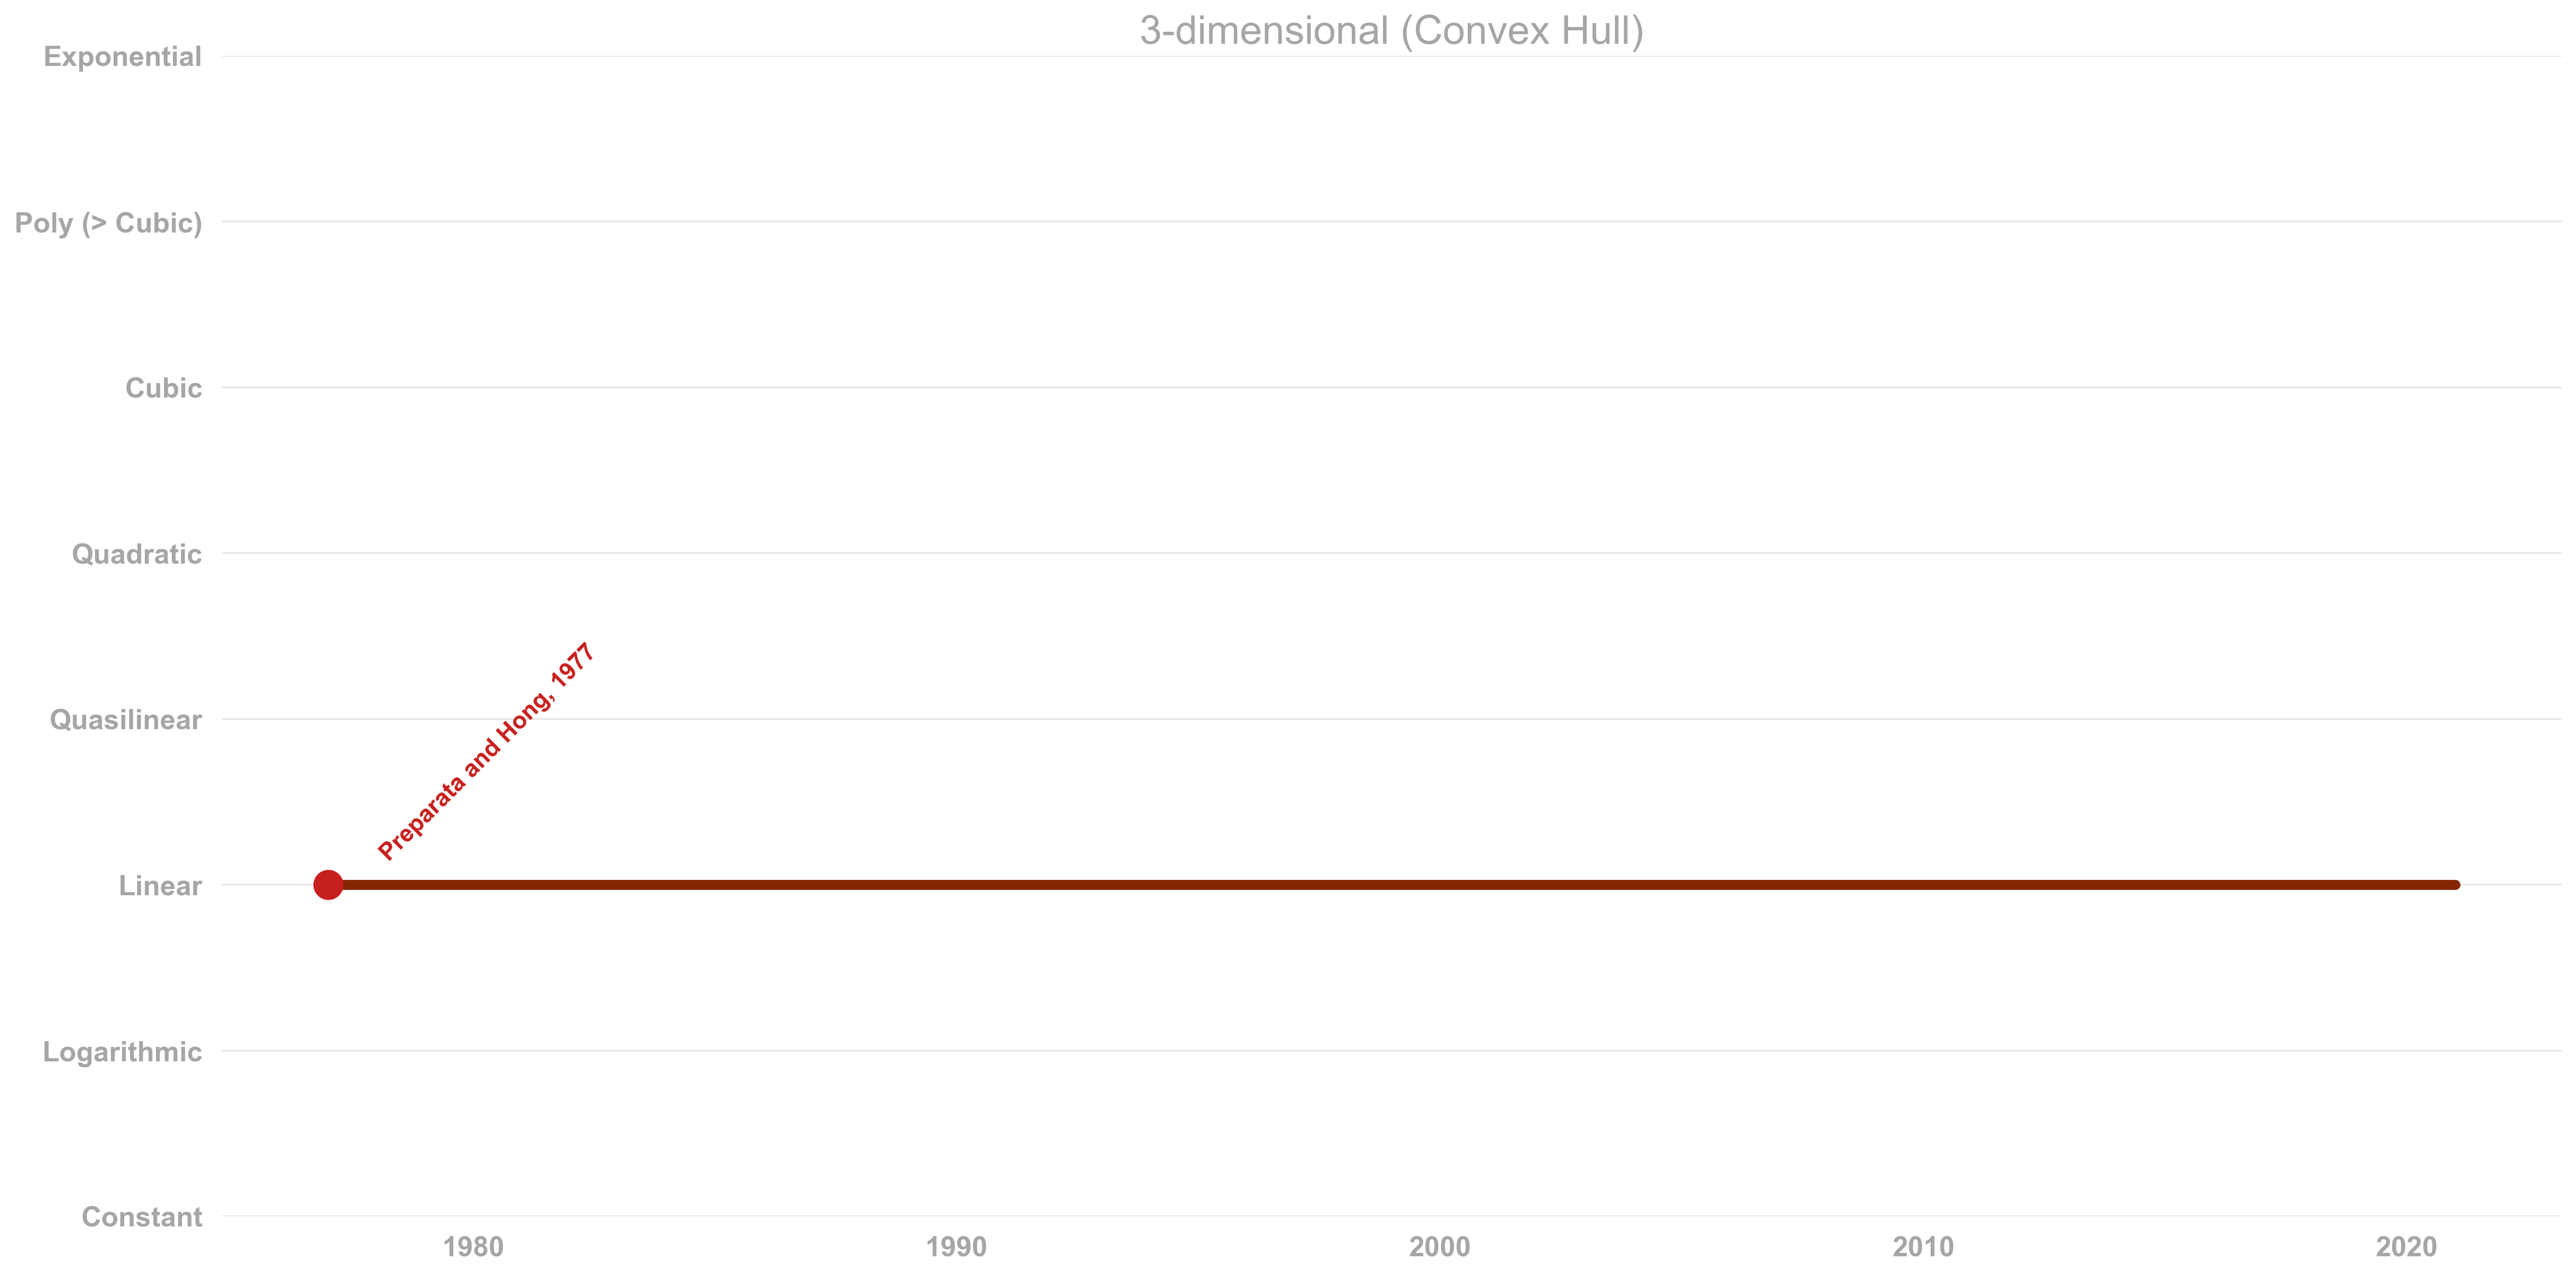 3-dimensional (Convex Hull)
Exponential
Poly (> Cubic)
Cubic
Quadratic
Quasilinear
Linear
Logarithmic
Constant
Preparata and Hong, 1977
1980 1990 2000 2010 2020